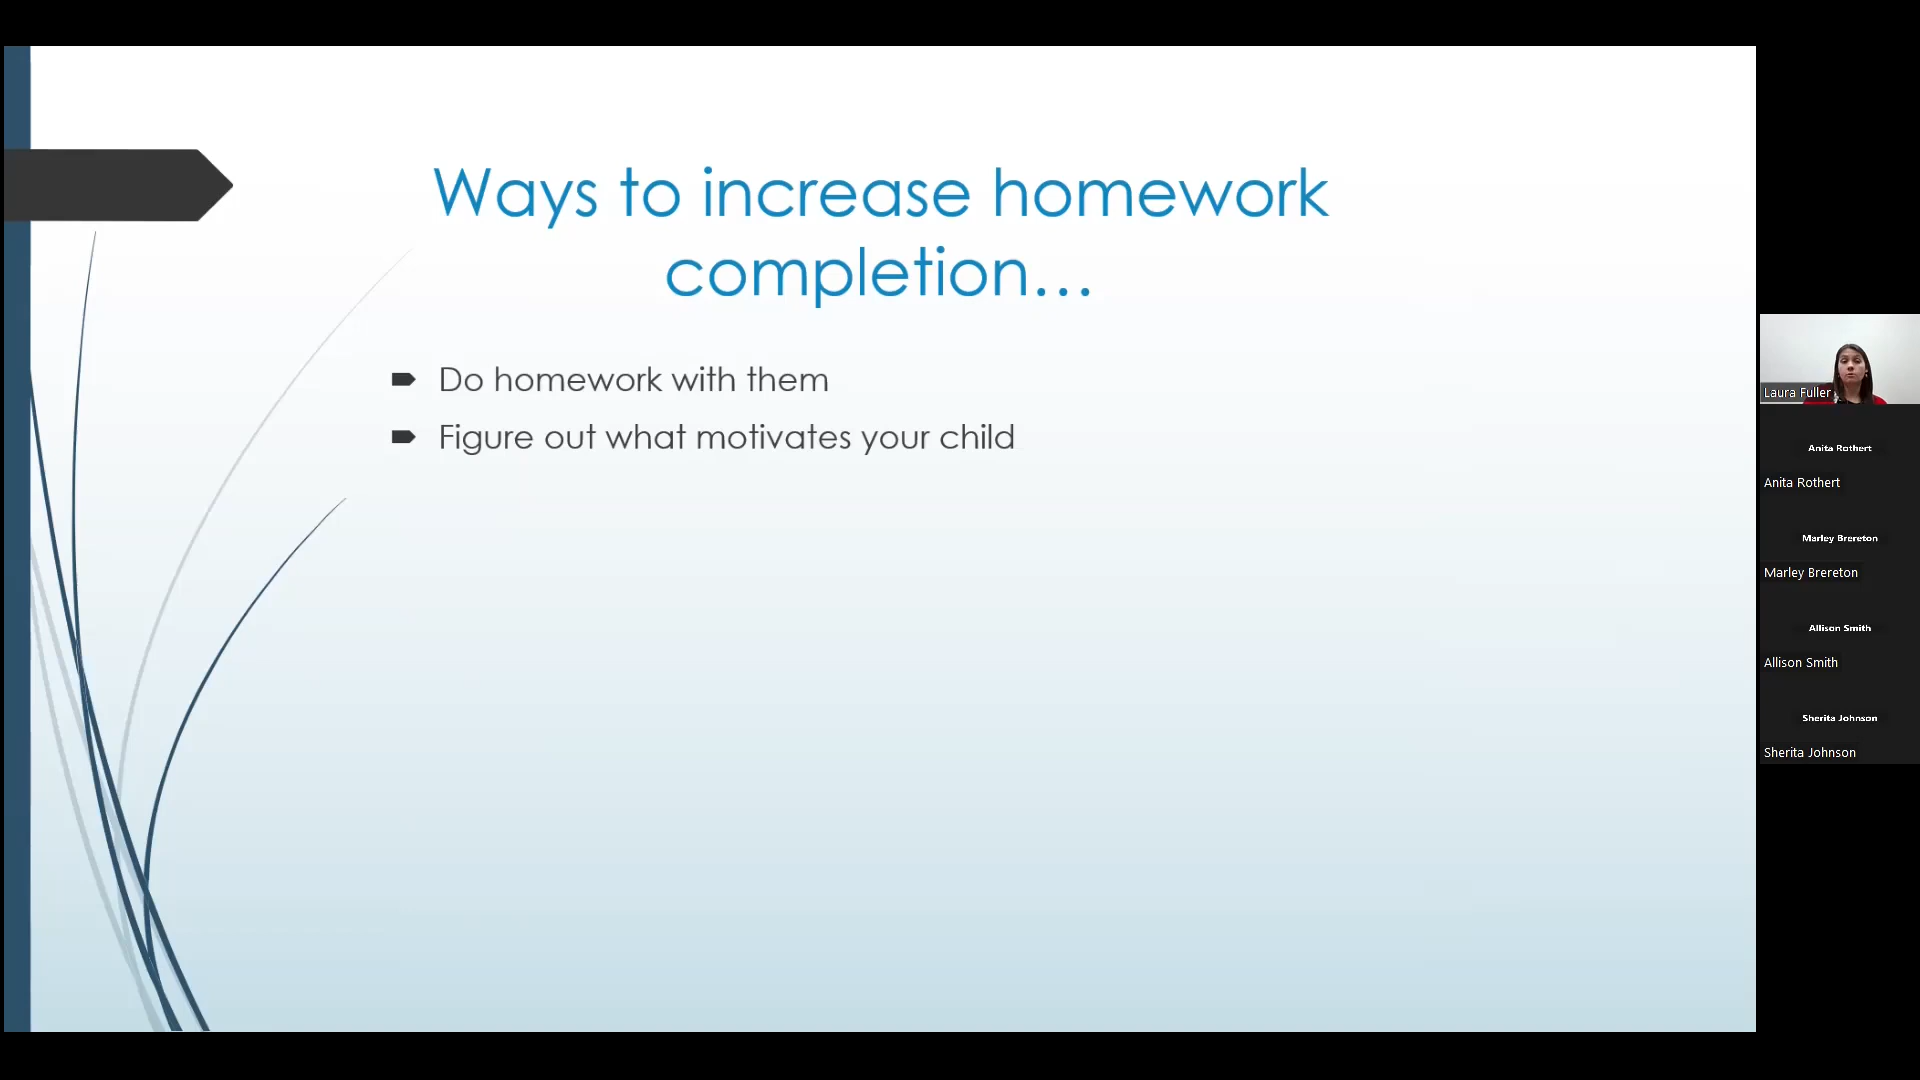 Ways to increase homework
completion...
Do homework with them
Figure out what motivates your child
Laura Fuller
Anita Rothert
Anita Rothert
Marley Brereton
Marley Brereton
Allison Smith
Allison Smith
Sherita Johnson
Sherita Johnson